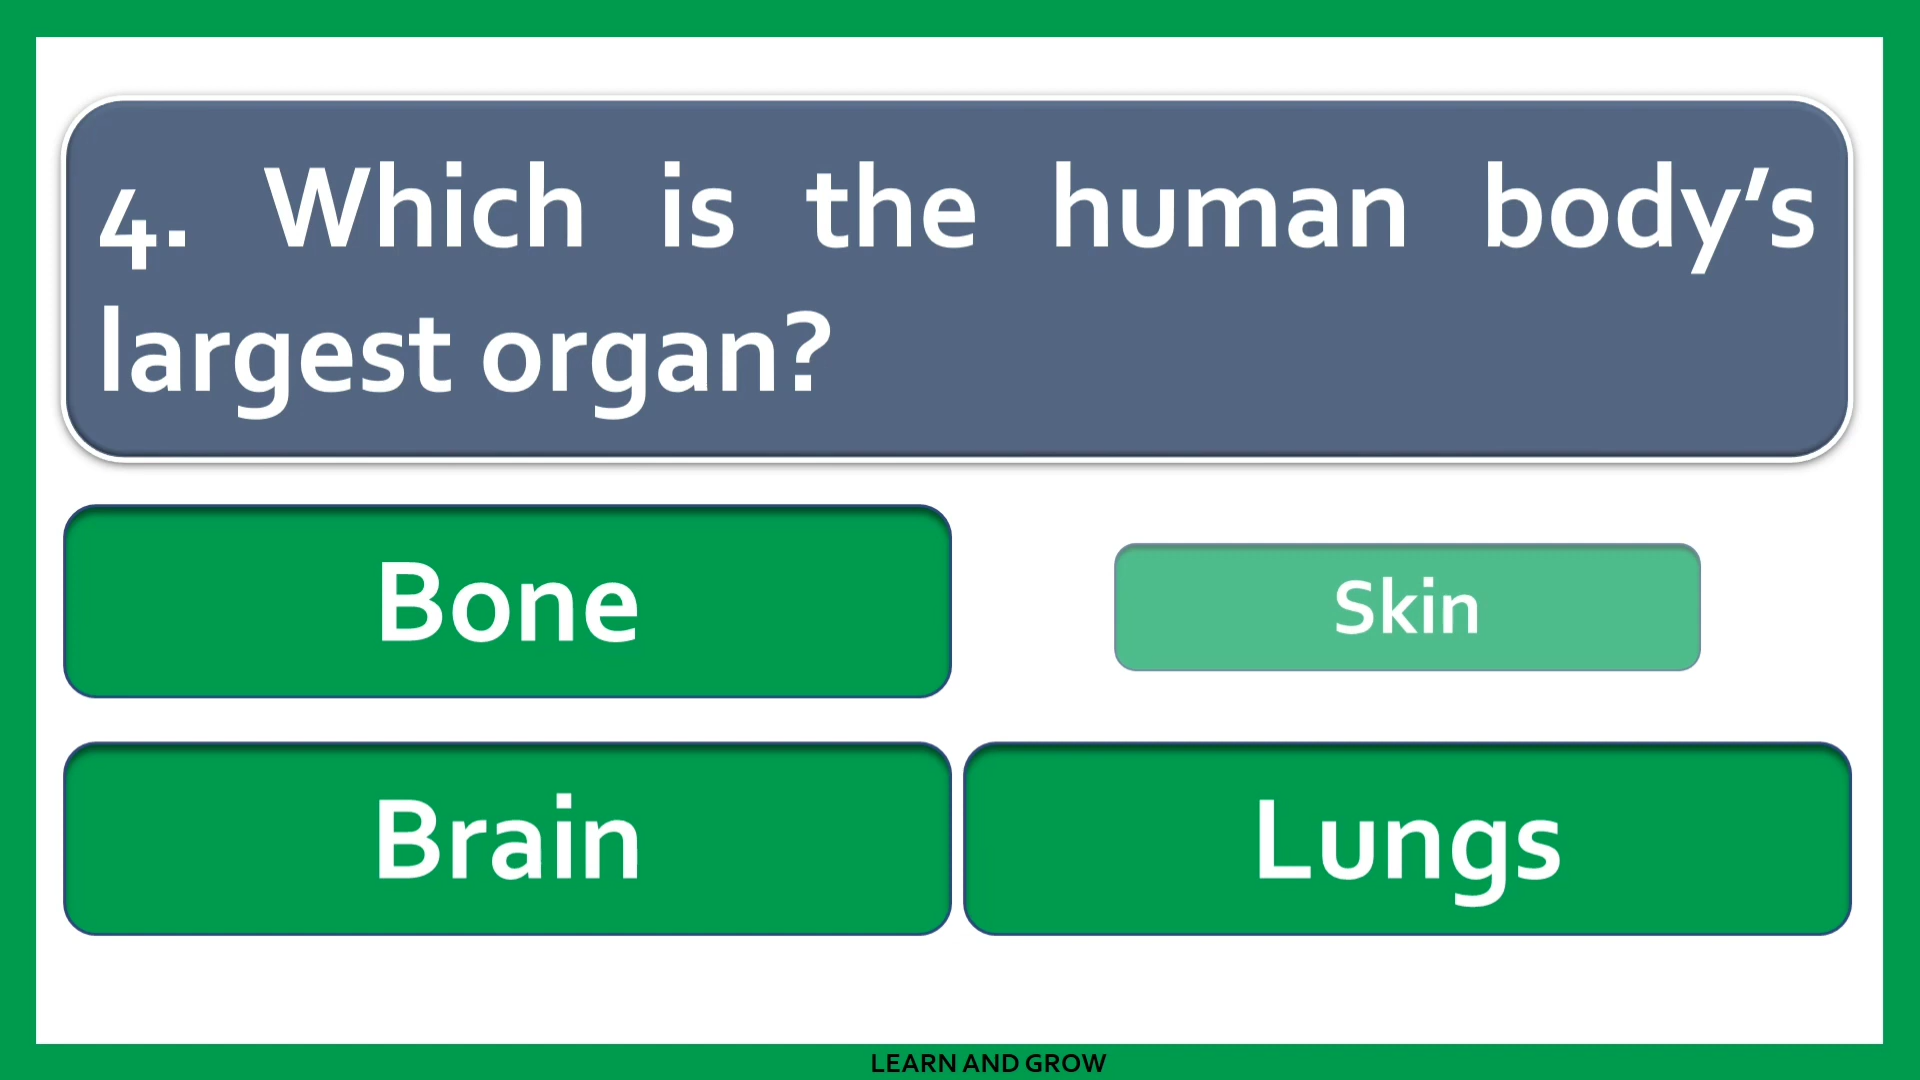 4. Which is the human body’s
largest organ?
Bone
Skin
Brain
Lungs
LEARN AND GROW